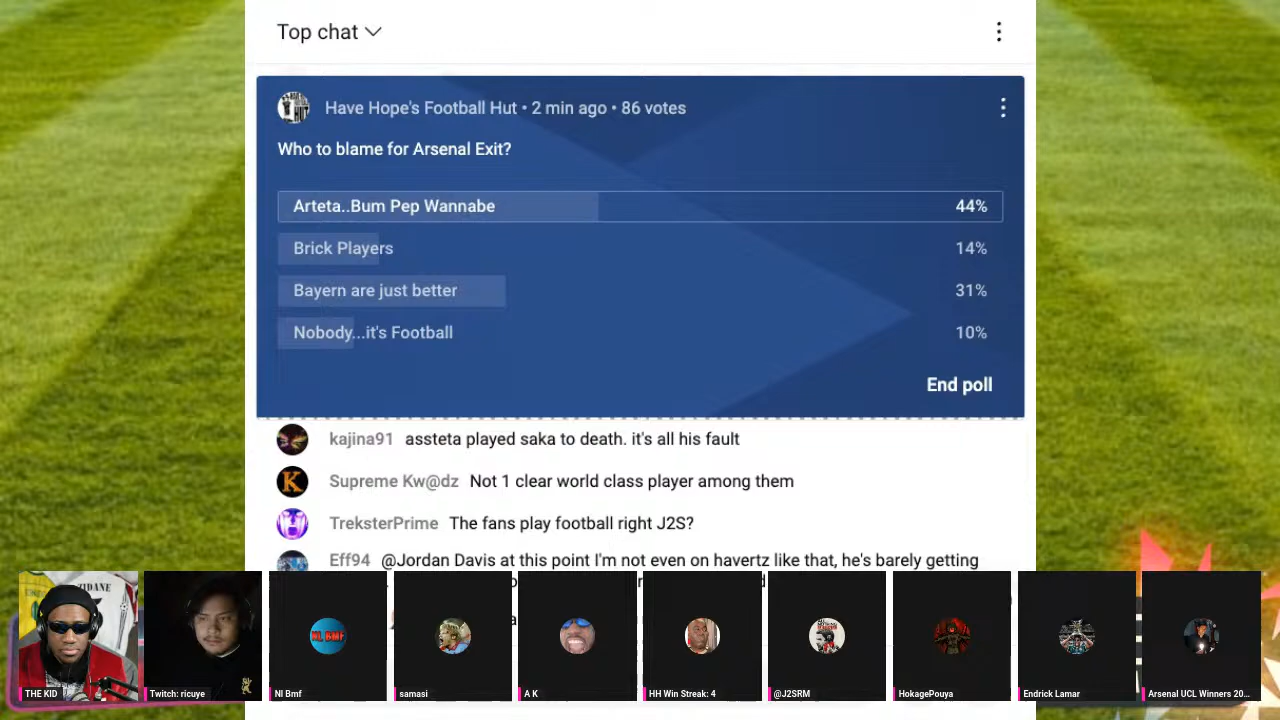 Top chat
Have Hope's Football Hut • 2 min ago • 86 votes
Who to blame for Arsenal Exit?
Arteta..Bum Pep Wannabe 44%
Brick Players 14%
Bayern are just better 31%
Nobody...it's Football 10%
End poll
kajina91 assteta played saka to death. it's all his fault
Supreme Kw@dz Not 1 clear world class player among them
TreksterPrime The fans play football right J2S?
Eff94 @Jordan Davis at this point I'm not even on havertz like that, he's barely getting
ZIDANE
NL BMF
THE KID
Twitch: ricuye
Nl Bmf
samasi
A K
HH Win Streak: 4
@J2SRM
HokagePouya
Endrick Lamar
Arsenal UCL Winners 20...